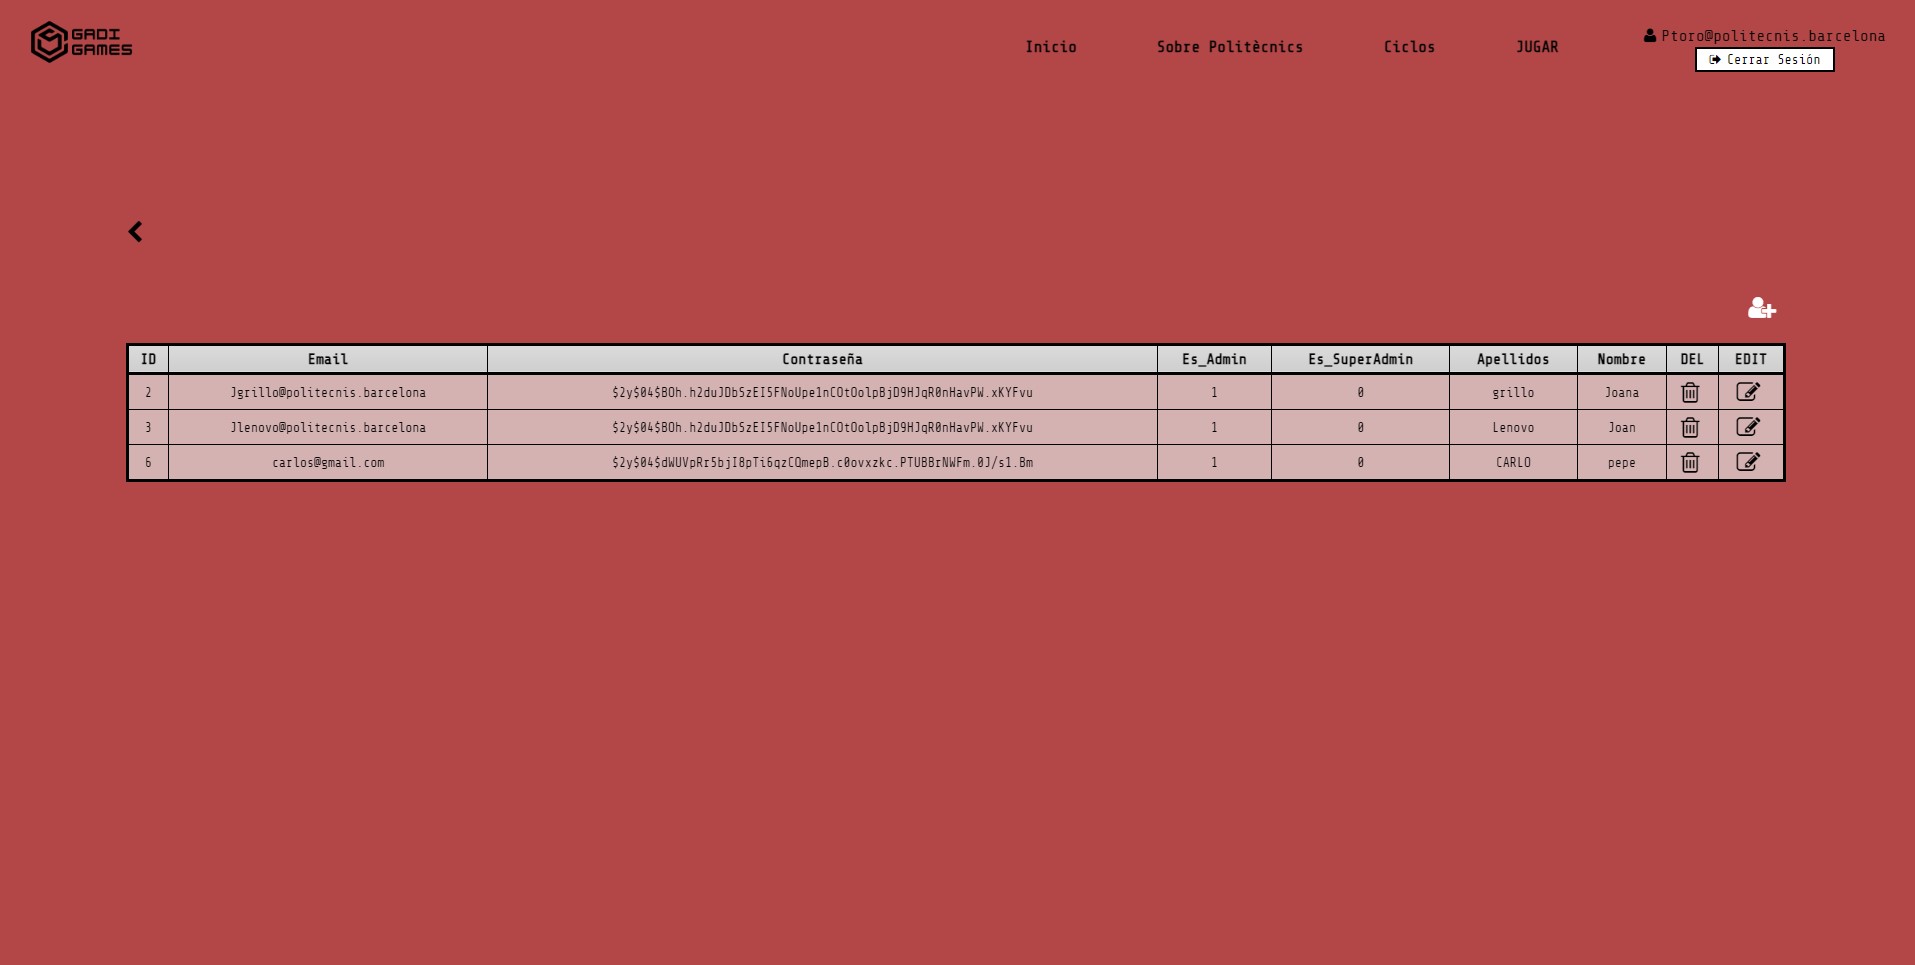 GADI
GAMES
Inicio
Sobre Politècnics
Ciclos
JUGAR
Ptoro@politecnis.barcelona
Cerrar Sesión
ID Email Contraseña Es_Admin Es_SuperAdmin Apellidos Nombre DEL EDIT
2 Jgrillo@politecnis.barcelona $2y$04$BOh.h2duJDbSzEI5FNoUpe1nCOtOolpBjD9HJqR0nHavPW.xKYFvu 1 0 grillo Joana
3 Jlenovo@politecnis.barcelona $2y$04$BOh.h2duJDbSzEI5FNoUpe1nCOtOolpBjD9HJqR0nHavPW.xKYFvu 1 0 Lenovo Joan
6 carlos@gmail.com $2y$04$dWUVpRr5bjI8pTi6qzCQmepB.c0ovxzkc.PTUBBrNWFm.0J/s1.Bm 1 0 CARLO pepe